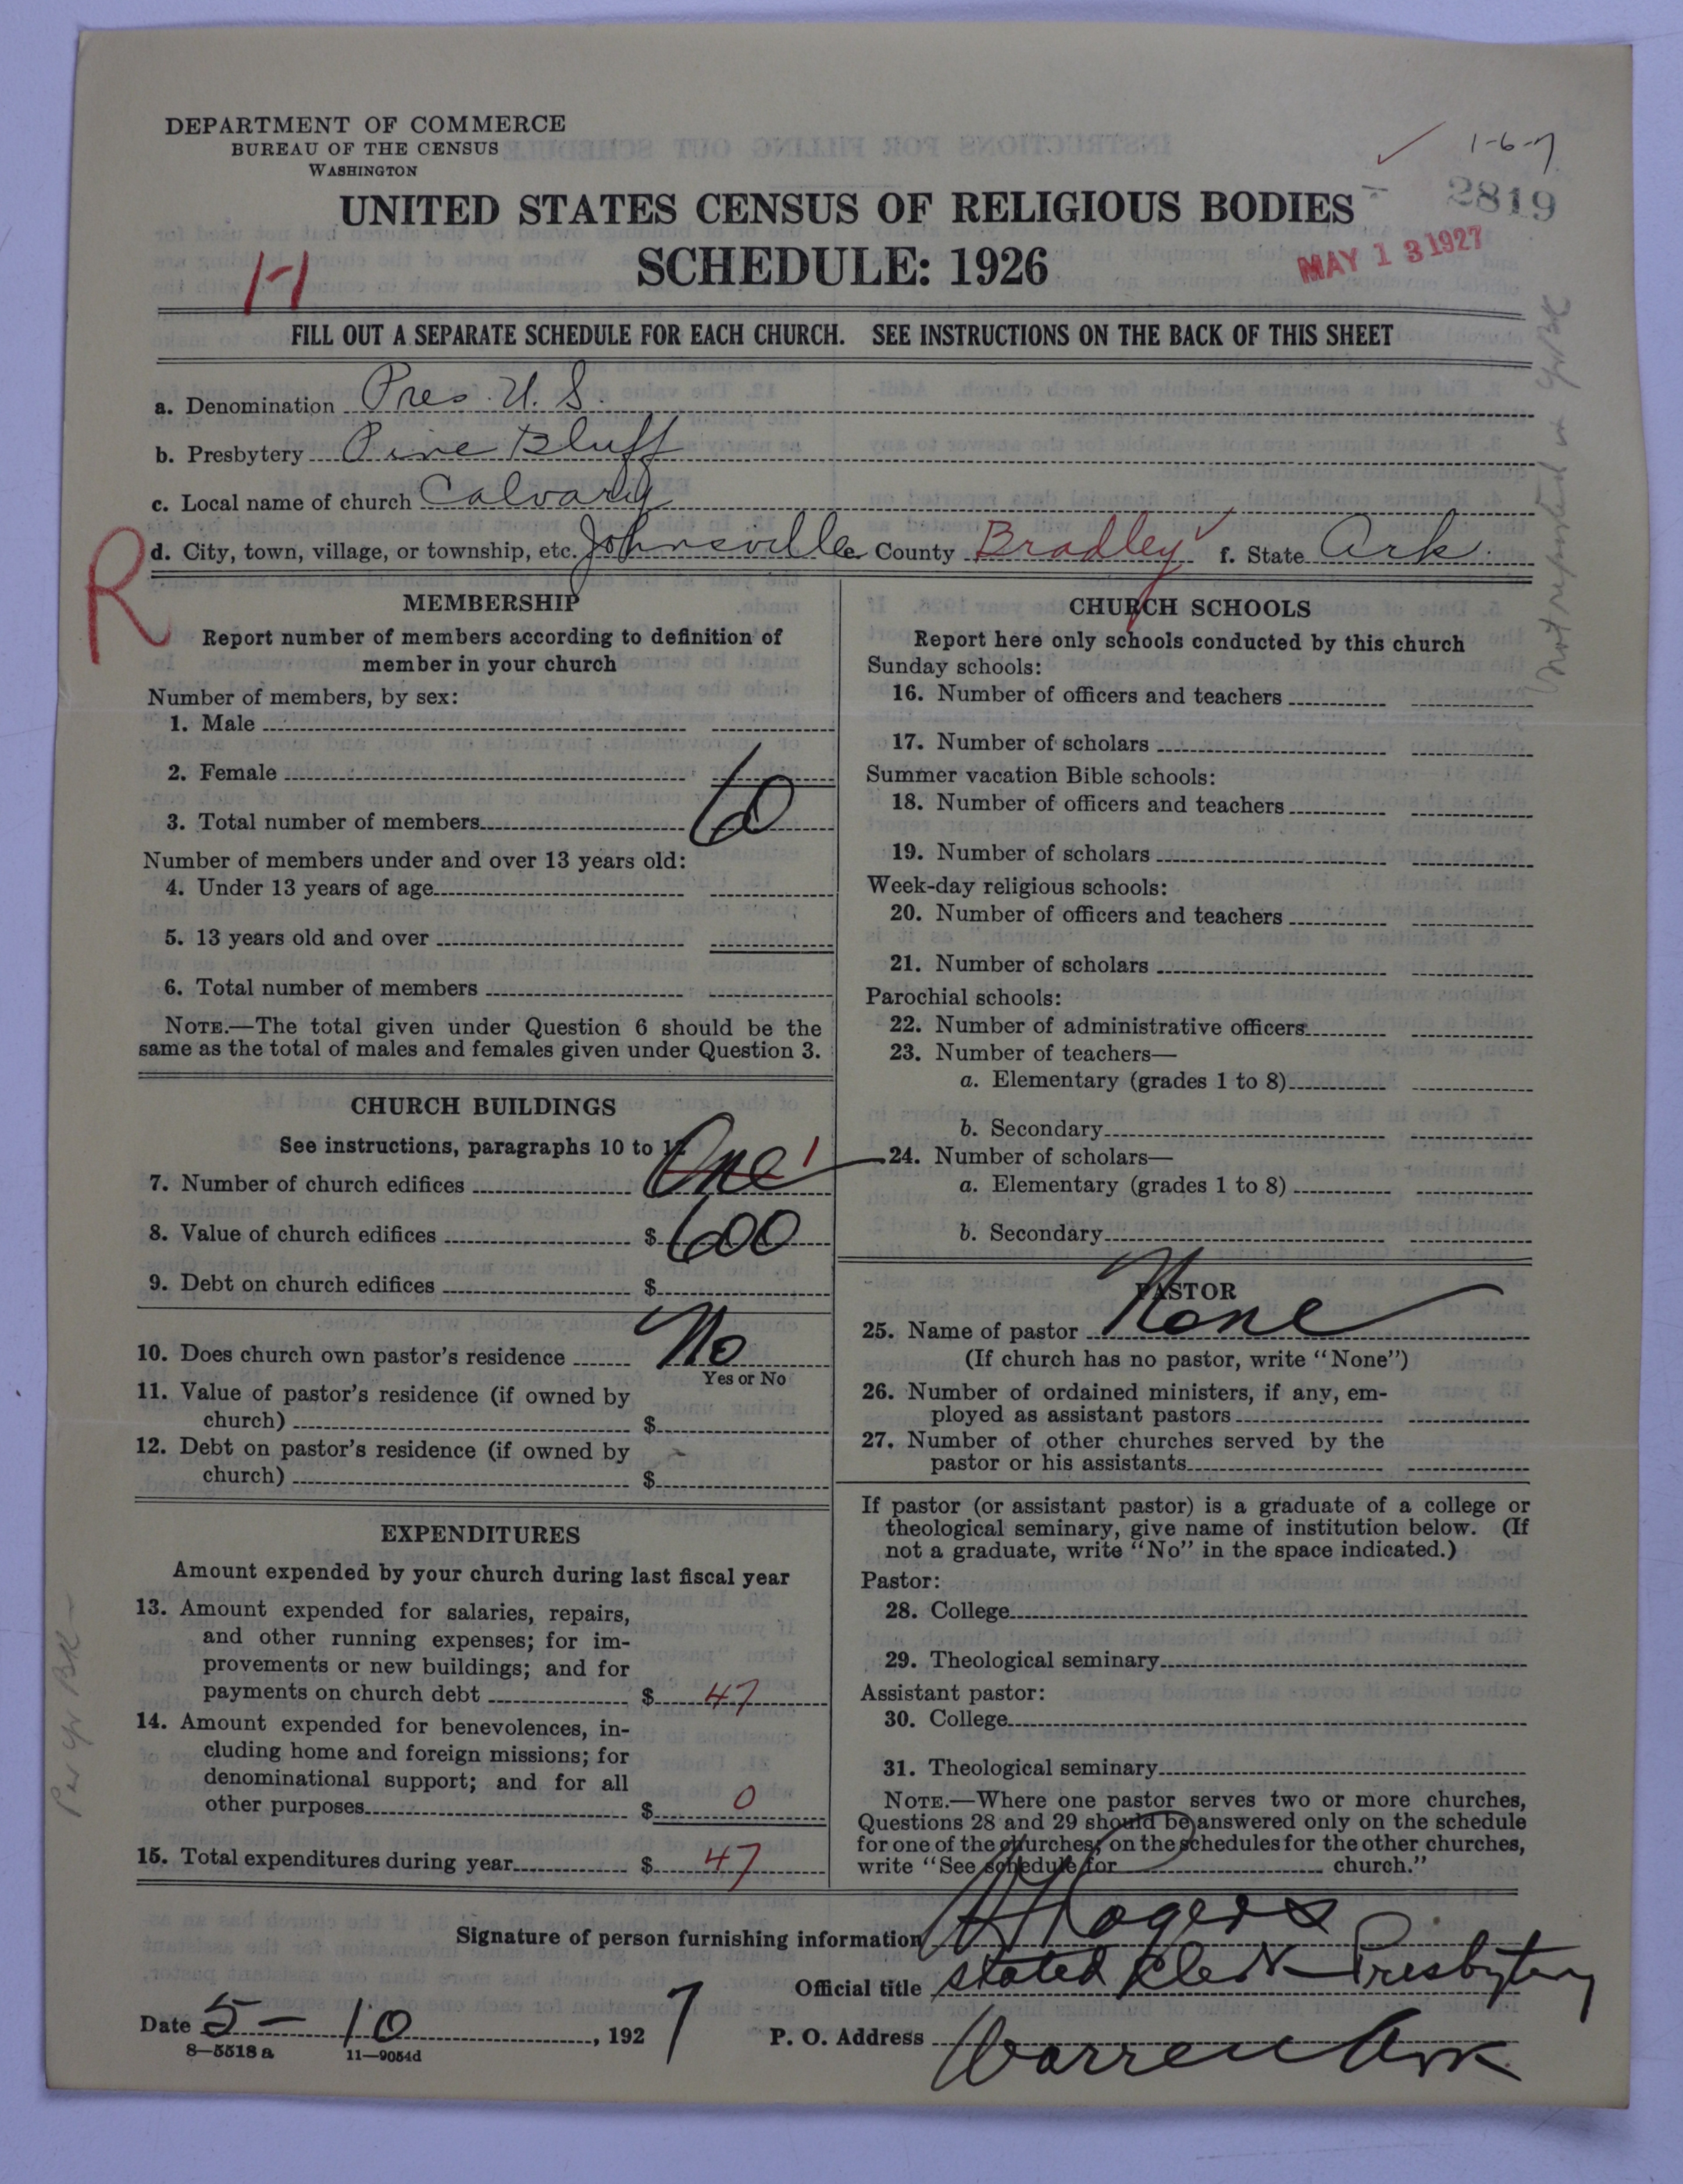 DEPARTMENT OF COMMERCE
BUREAU OF THE CENSUS
WASHINGTON
1-6-7
UNITED STATES CENSUS OF RELIGIOUS BODIES
2819
SCHEDULE: 1926
MAY 13 1927
H
FILL OUT A SEPARATE SCHEDULE FOR EACH CHURCH. SEE INSTRUCTIONS ON THE BACK OF THIS SHEET
a. Denomination Pres. U. S.
b. Presbytery Pine Bluff
c. Local name of church Calvary
d. City, town, village, or township, etc. Johnsville e. County Bradley f. State Ark.
R
Not reported in Yr Bk
MEMBERSHIP
Report number of members according to definition of
member in your church
Number of members, by sex:
1. Male
2. Female
3. Total number of members 60
Number of members under and over 13 years old:
4. Under 13 years of age
5. 13 years old and over
6. Total number of members
NOTE.—The total given under Question 6 should be the
same as the total of males and females given under Question 3.
CHURCH BUILDINGS
See instructions, paragraphs 10 to 12
7. Number of church edifices One 1
8. Value of church edifices $ 600
9. Debt on church edifices $
10. Does church own pastor's residence No
Yes or No
11. Value of pastor's residence (if owned by
church) $
12. Debt on pastor's residence (if owned by
church) $
EXPENDITURES
Amount expended by your church during last fiscal year
13. Amount expended for salaries, repairs,
and other running expenses; for im-
provements or new buildings; and for
payments on church debt $ 47
14. Amount expended for benevolences, in-
cluding home and foreign missions; for
denominational support; and for all
other purposes $ 0
15. Total expenditures during year $ 47
Per Yr Bk—
CHURCH SCHOOLS
Report here only schools conducted by this church
Sunday schools:
16. Number of officers and teachers
17. Number of scholars
Summer vacation Bible schools:
18. Number of officers and teachers
19. Number of scholars
Week-day religious schools:
20. Number of officers and teachers
21. Number of scholars
Parochial schools:
22. Number of administrative officers
23. Number of teachers—
a. Elementary (grades 1 to 8)
b. Secondary
24. Number of scholars—
a. Elementary (grades 1 to 8)
b. Secondary
PASTOR
25. Name of pastor None
(If church has no pastor, write "None")
26. Number of ordained ministers, if any, em-
ployed as assistant pastors
27. Number of other churches served by the
pastor or his assistants
If pastor (or assistant pastor) is a graduate of a college or
theological seminary, give name of institution below. (If
not a graduate, write "No" in the space indicated.)
Pastor:
28. College
29. Theological seminary
Assistant pastor:
30. College
31. Theological seminary
NOTE.—Where one pastor serves two or more churches,
Questions 28 and 29 should be answered only on the schedule
for one of the churches; on the schedules for the other churches,
write "See schedule for church."
Signature of person furnishing information Rogers
Official title Stated Clerk Presbytery
Date 5-10, 1927
P. O. Address Warren Ark
8—5518 a
11—9054d